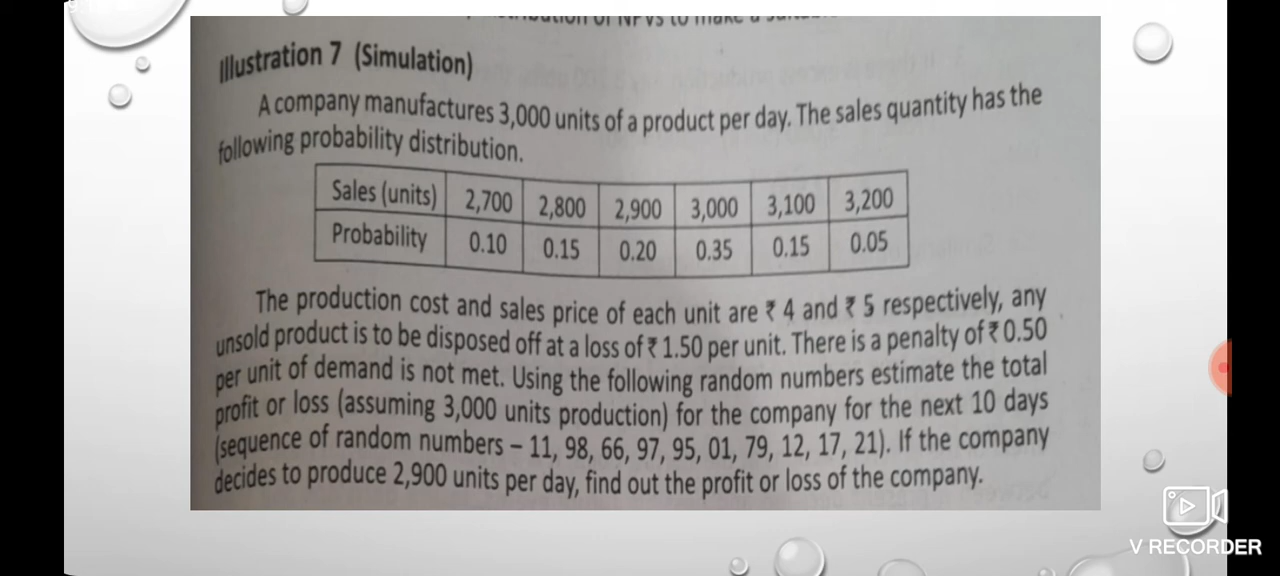 Illustration 7 (Simulation)
A company manufactures 3,000 units of a product per day. The sales quantity has the
following probability distribution.
Sales (units) 2,700 2,800 2,900 3,000 3,100 3,200
Probability 0.10 0.15 0.20 0.35 0.15 0.05
The production cost and sales price of each unit are ₹ 4 and ₹ 5 respectively, any
unsold product is to be disposed off at a loss of ₹ 1.50 per unit. There is a penalty of ₹ 0.50
per unit of demand is not met. Using the following random numbers estimate the total
profit or loss (assuming 3,000 units production) for the company for the next 10 days
(sequence of random numbers – 11, 98, 66, 97, 95, 01, 79, 12, 17, 21). If the company
decides to produce 2,900 units per day, find out the profit or loss of the company.
V RECORDER